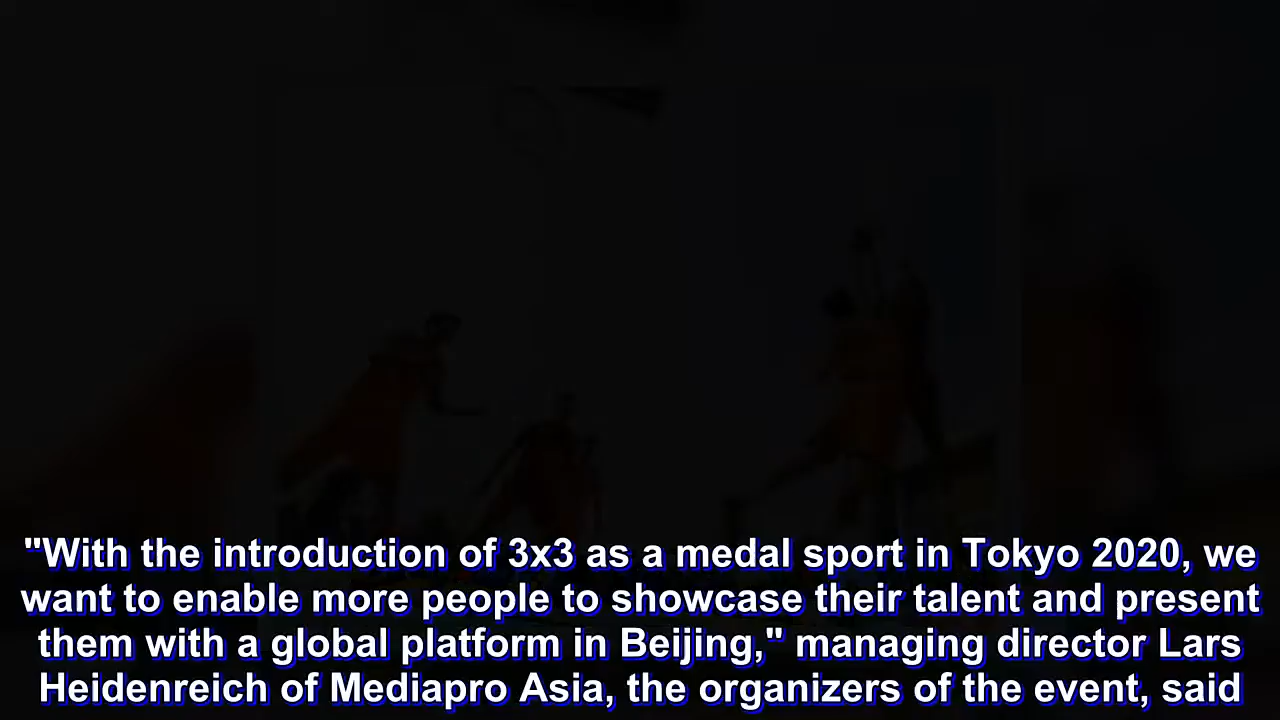 "With the introduction of 3x3 as a medal sport in Tokyo 2020, we
want to enable more people to showcase their talent and present
them with a global platform in Beijing," managing director Lars
Heidenreich of Mediapro Asia, the organizers of the event, said